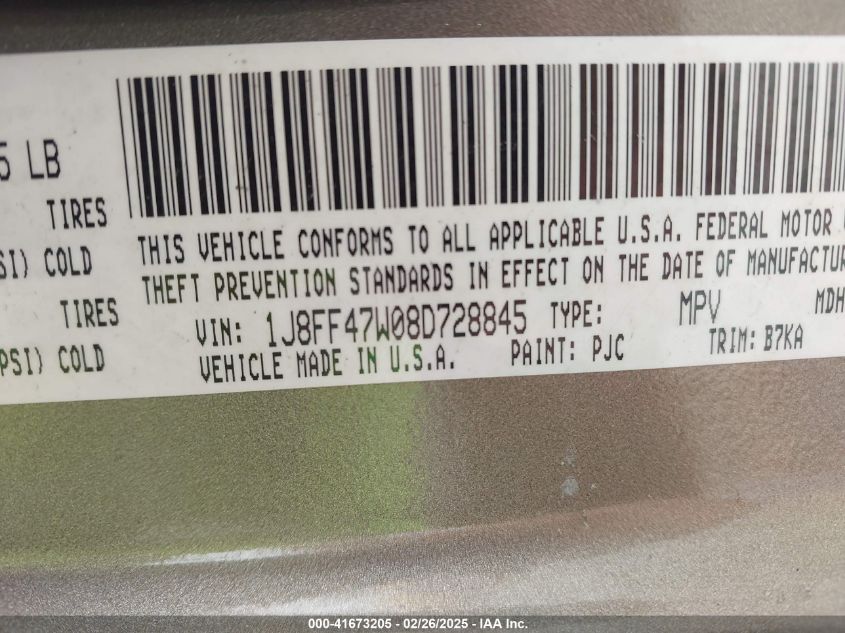 5 LB
TIRES
SI) COLD
TIRES
PSI) COLD
THIS VEHICLE CONFORMS TO ALL APPLICABLE U.S.A. FEDERAL MOTOR
THEFT PREVENTION STANDARDS IN EFFECT ON THE DATE OF MANUFACTUR
VIN: 1J8FF47W08D728845 TYPE: MPV MDH
VEHICLE MADE IN U.S.A. PAINT: PJC TRIM: B7KA
000-41673205 - 02/26/2025 - IAA Inc.